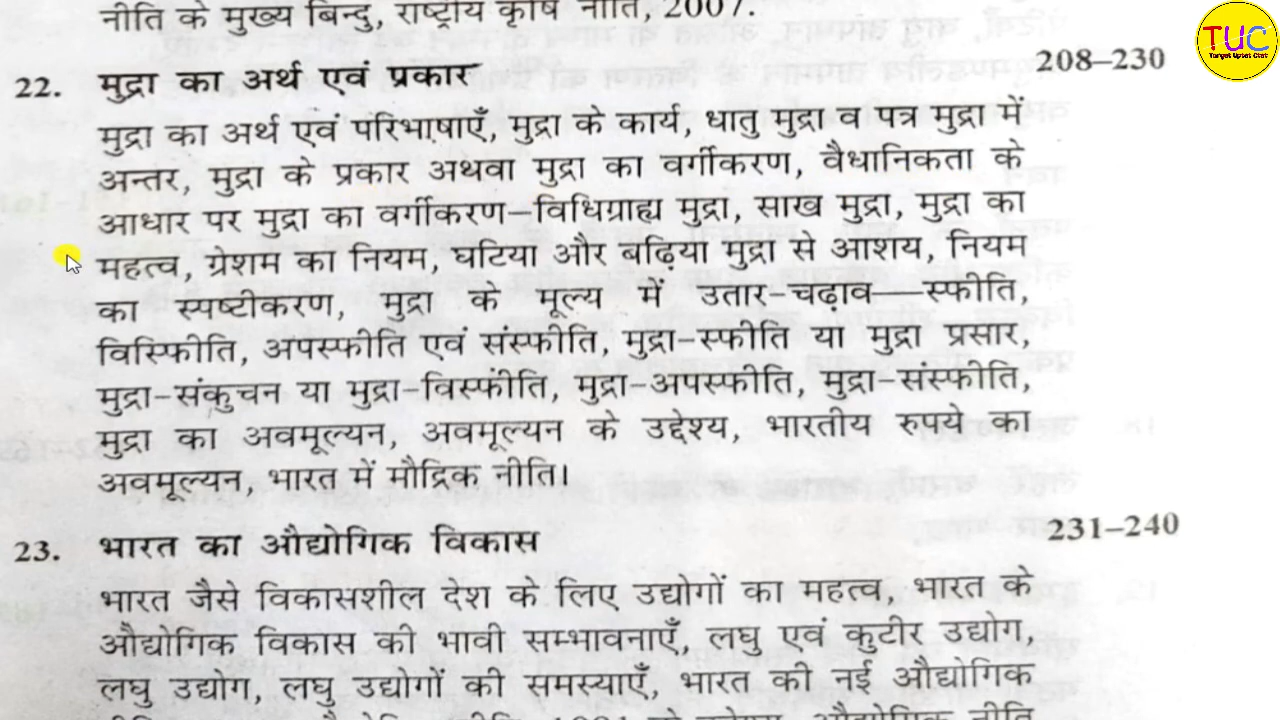 नीति के मुख्य बिन्दु, राष्ट्रीय कृषि नीति, 2007.
TUC
Target Upset Ctet
22. मुद्रा का अर्थ एवं प्रकार 208–230
मुद्रा का अर्थ एवं परिभाषाएँ, मुद्रा के कार्य, धातु मुद्रा व पत्र मुद्रा में
अन्तर, मुद्रा के प्रकार अथवा मुद्रा का वर्गीकरण, वैधानिकता के
आधार पर मुद्रा का वर्गीकरण–विधिग्राह्य मुद्रा, साख मुद्रा, मुद्रा का
महत्व, ग्रेशम का नियम, घटिया और बढ़िया मुद्रा से आशय, नियम
का स्पष्टीकरण, मुद्रा के मूल्य में उतार-चढ़ाव—स्फीति,
विस्फिीति, अपस्फीति एवं संस्फीति, मुद्रा-स्फीति या मुद्रा प्रसार,
मुद्रा-संकुचन या मुद्रा-विस्फीति, मुद्रा-अपस्फीति, मुद्रा-संस्फीति,
मुद्रा का अवमूल्यन, अवमूल्यन के उद्देश्य, भारतीय रुपये का
अवमूल्यन, भारत में मौद्रिक नीति।
23. भारत का औद्योगिक विकास 231–240
भारत जैसे विकासशील देश के लिए उद्योगों का महत्व, भारत के
औद्योगिक विकास की भावी सम्भावनाएँ, लघु एवं कुटीर उद्योग,
लघु उद्योग, लघु उद्योगों की समस्याएँ, भारत की नई औद्योगिक